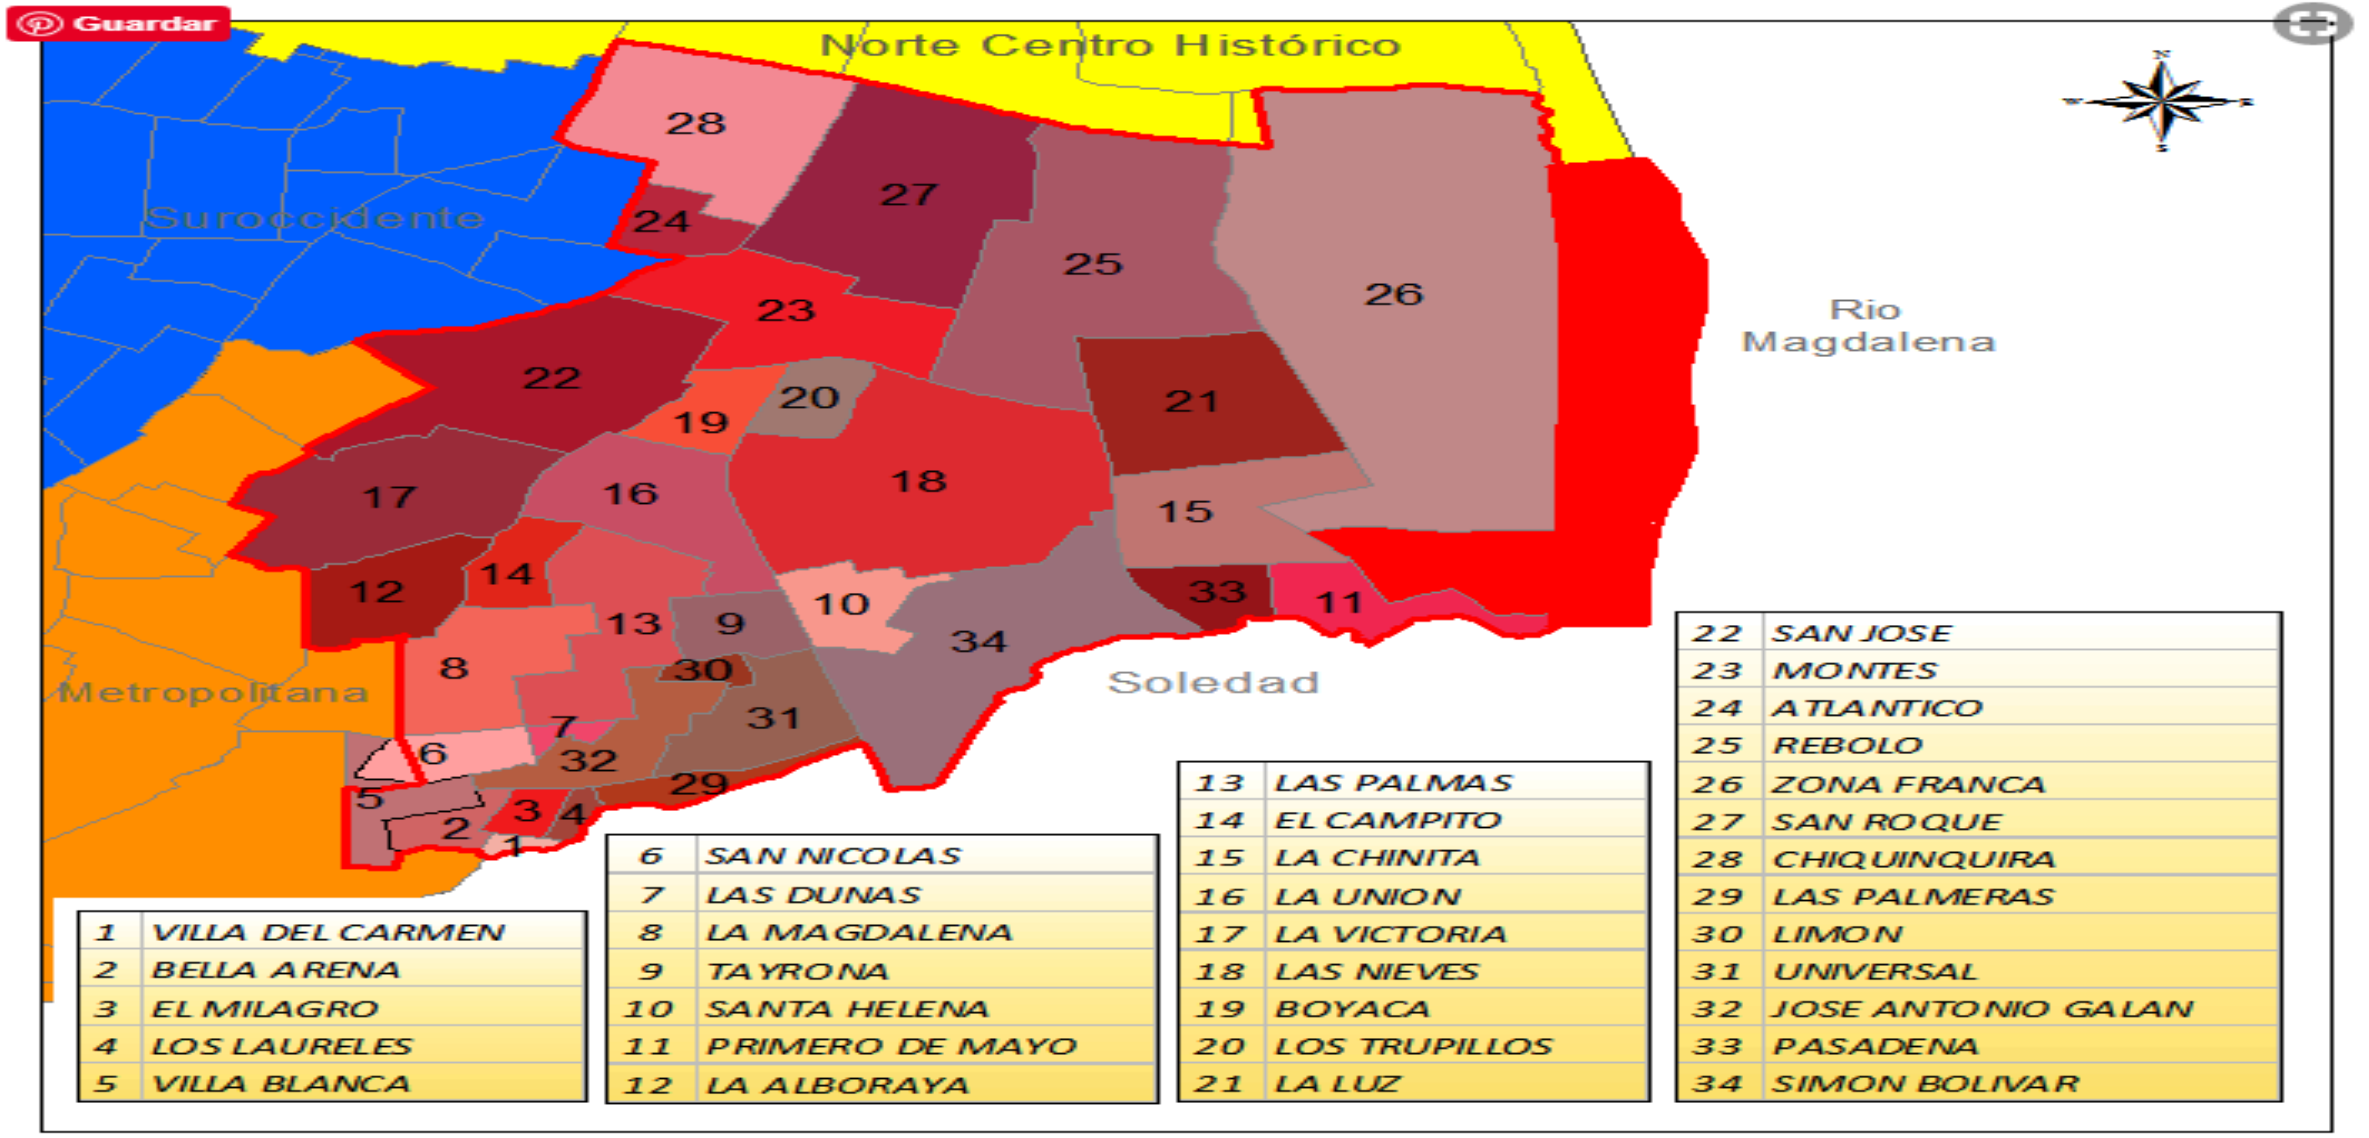 Guardar
Norte Centro Histórico
N
W
E
S
28
Suroccidente
24
27
25
26
23
Rio
Magdalena
22
19
20
21
17
16
18
15
12
14
13
9
10
33
11
34
8
30
Soledad
Metropolitana
7
31
6
32
29
5
3
4
2
1
1 VILLA DEL CARMEN
2 BELLA ARENA
3 EL MILAGRO
4 LOS LAURELES
5 VILLA BLANCA
6 SAN NICOLAS
7 LAS DUNAS
8 LA MAGDALENA
9 TAYRONA
10 SANTA HELENA
11 PRIMERO DE MAYO
12 LA ALBORAYA
13 LAS PALMAS
14 EL CAMPITO
15 LA CHINITA
16 LA UNION
17 LA VICTORIA
18 LAS NIEVES
19 BOYACA
20 LOS TRUPILLOS
21 LA LUZ
22 SAN JOSE
23 MONTES
24 ATLANTICO
25 REBOLO
26 ZONA FRANCA
27 SAN ROQUE
28 CHIQUINQUIRA
29 LAS PALMERAS
30 LIMON
31 UNIVERSAL
32 JOSE ANTONIO GALAN
33 PASADENA
34 SIMON BOLIVAR